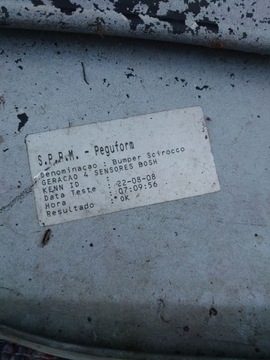 S.P.B.M. - Peguform
Denominaçao : Bumper Scirocco
GERACAO 4 SENSORES BOSH
KENN ID :
Data Teste : 22-08-08
Hora : 07:09:56
Resultado : OK